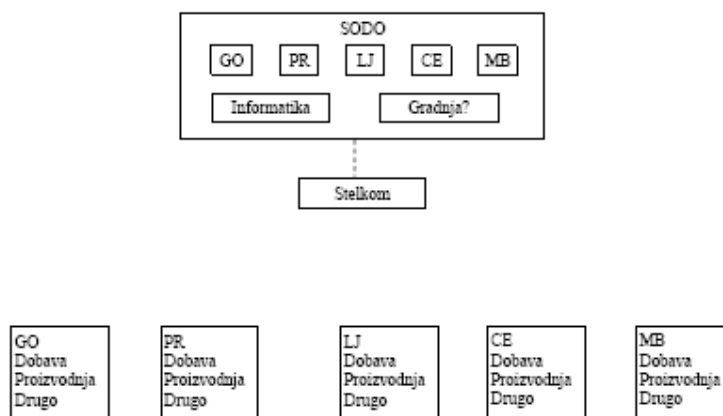 SODO
GO PR LJ CE MB
Informatika Gradnja?
Stelkom
GO PR LJ CE MB
Dobava Dobava Dobava Dobava Dobava
Proizvodnja Proizvodnja Proizvodnja Proizvodnja Proizvodnja
Drugo Drugo Drugo Drugo Drugo